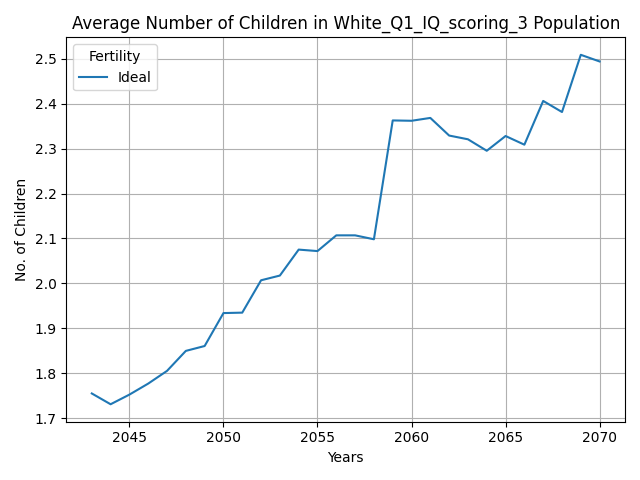 Average Number of Children in White_Q1_IQ_scoring_3 Population
Fertility
Ideal
No. of Children
2.5
2.4
2.3
2.2
2.1
2.0
1.9
1.8
1.7
2045 2050 2055 2060 2065 2070
Years